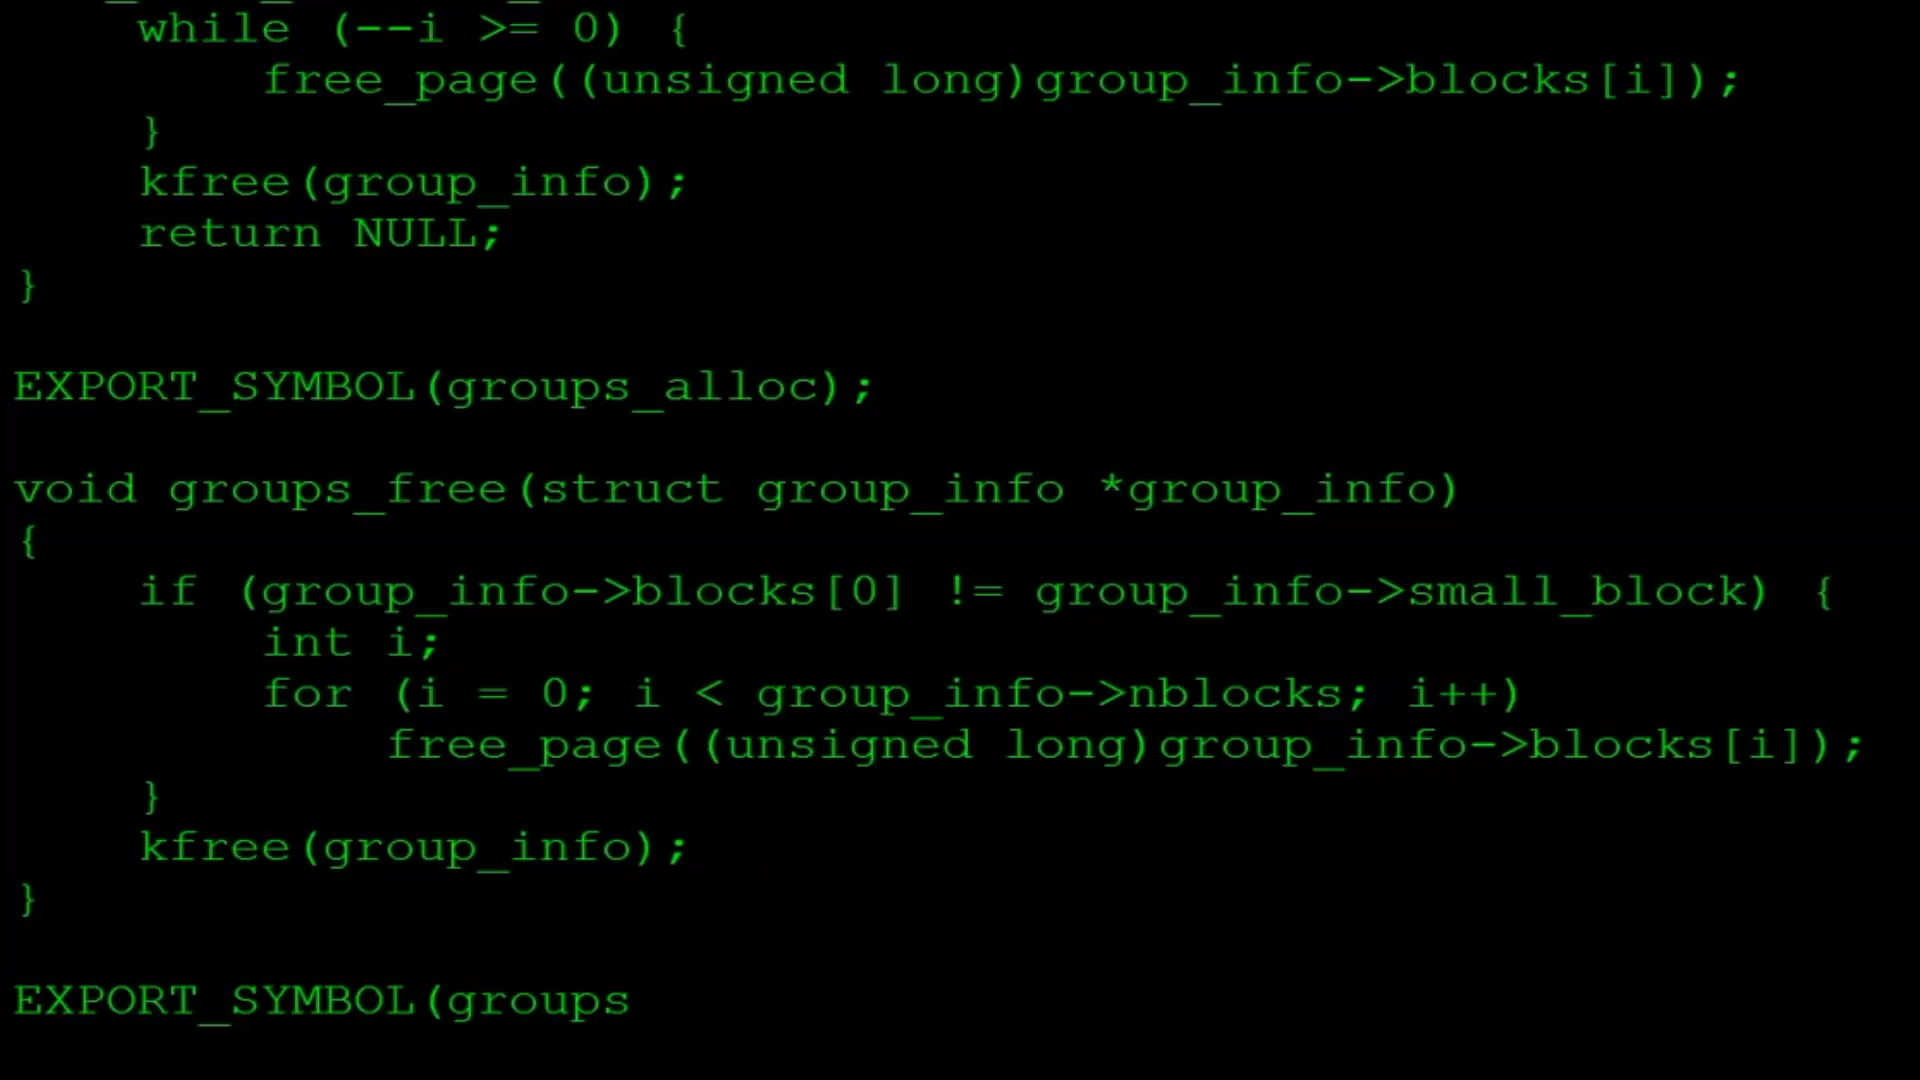 while (--i >= 0) {
free_page((unsigned long)group_info->blocks[i]);
}
kfree(group_info);
return NULL;
}
EXPORT_SYMBOL(groups_alloc);
void groups_free(struct group_info *group_info)
{
if (group_info->blocks[0] != group_info->small_block) {
int i;
for (i = 0; i < group_info->nblocks; i++)
free_page((unsigned long)group_info->blocks[i]);
}
kfree(group_info);
}
EXPORT_SYMBOL(groups